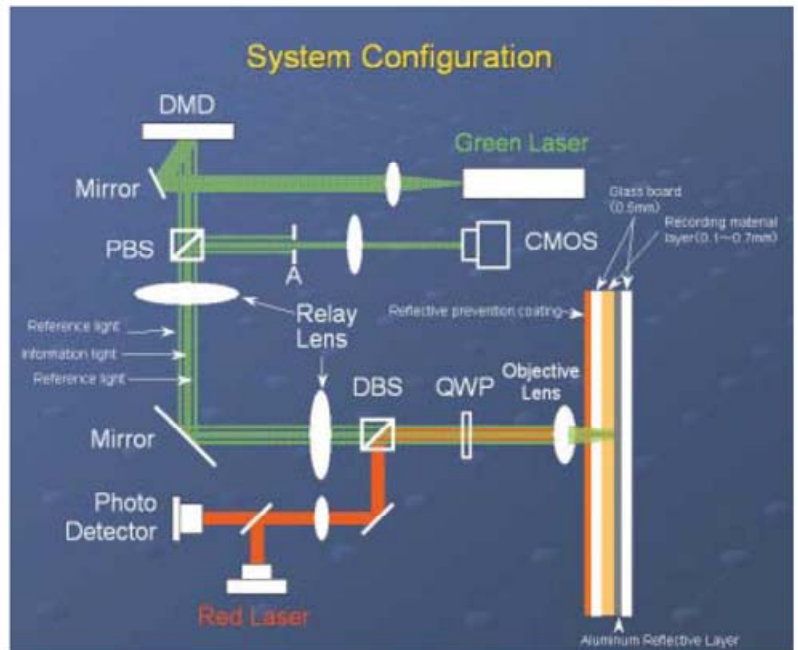 System Configuration
DMD
Green Laser
Mirror
Glass board
(0.5mm)
Recording material
layer(0.1～0.7mm)
PBS
CMOS
A
Reflective prevention coating
Relay
Lens
Reference light
Information light
Reference light
DBS
QWP
Objective
Lens
Mirror
Photo
Detector
Red Laser
Aluminum Reflective Layer